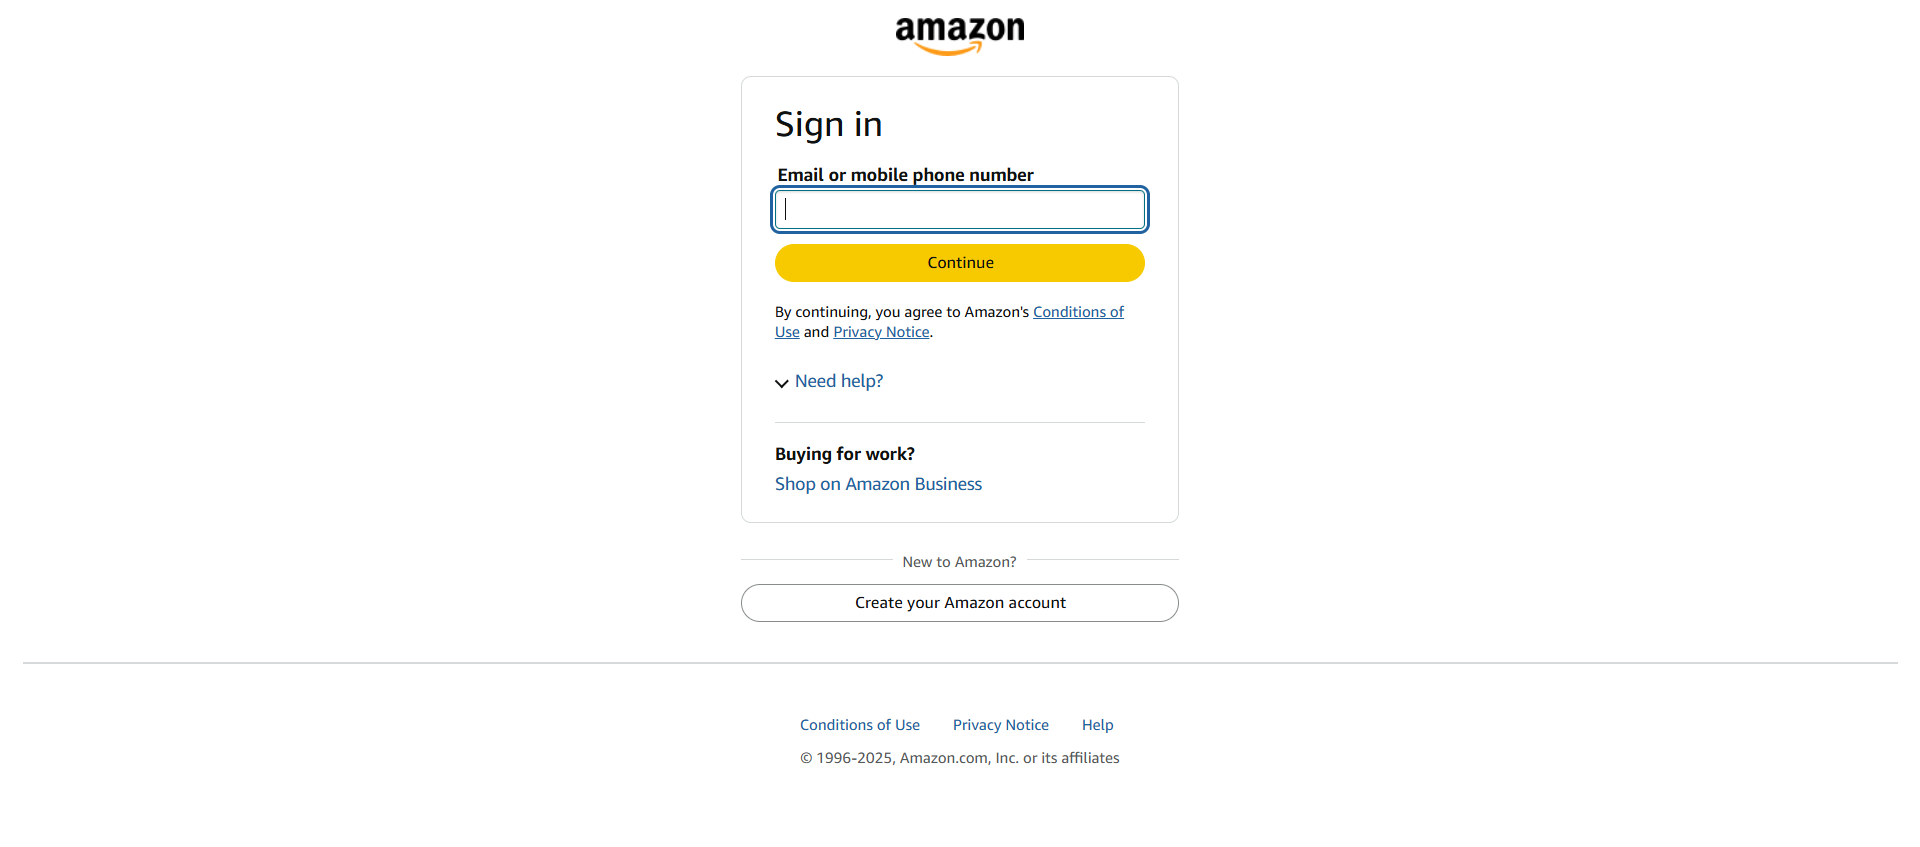 amazon
Sign in
Email or mobile phone number
Continue
By continuing, you agree to Amazon's Conditions of
Use and Privacy Notice.
Need help?
Buying for work?
Shop on Amazon Business
New to Amazon?
Create your Amazon account
Conditions of Use Privacy Notice Help
© 1996-2025, Amazon.com, Inc. or its affiliates